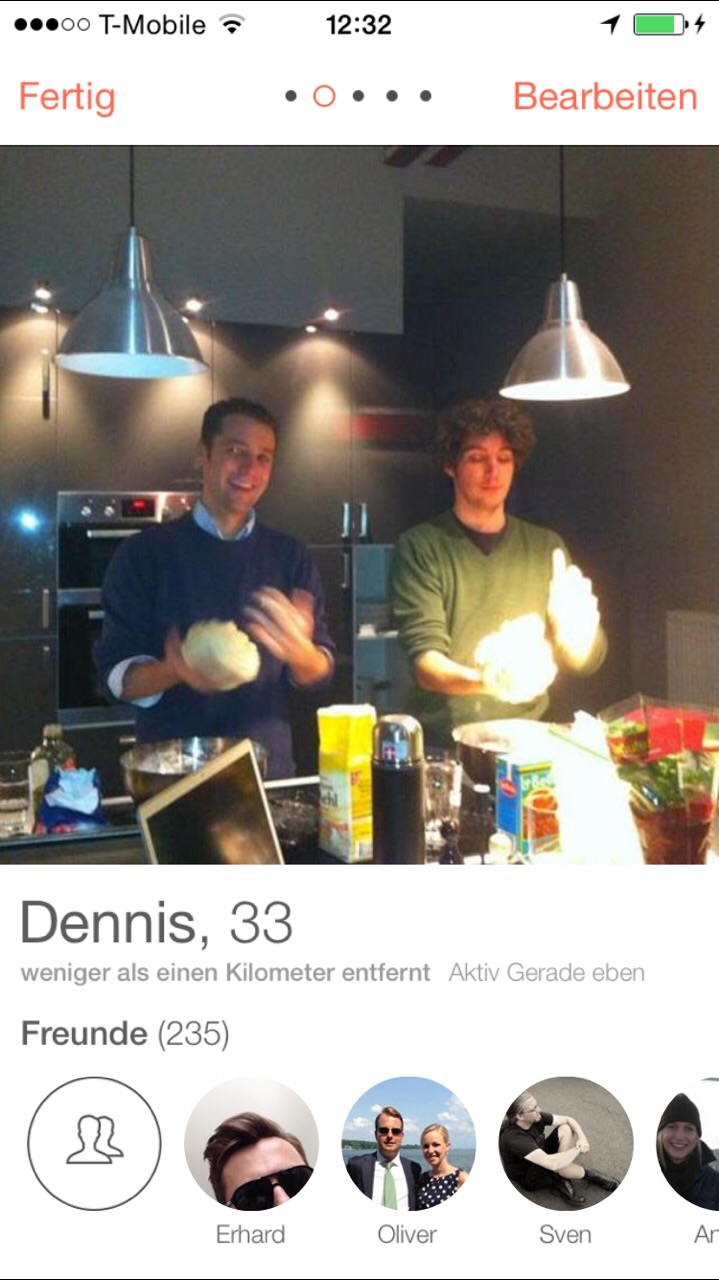 T-Mobile 12:32
Fertig Bearbeiten
Dennis, 33
weniger als einen Kilometer entfernt Aktiv Gerade eben
Freunde (235)
Erhard Oliver Sven An